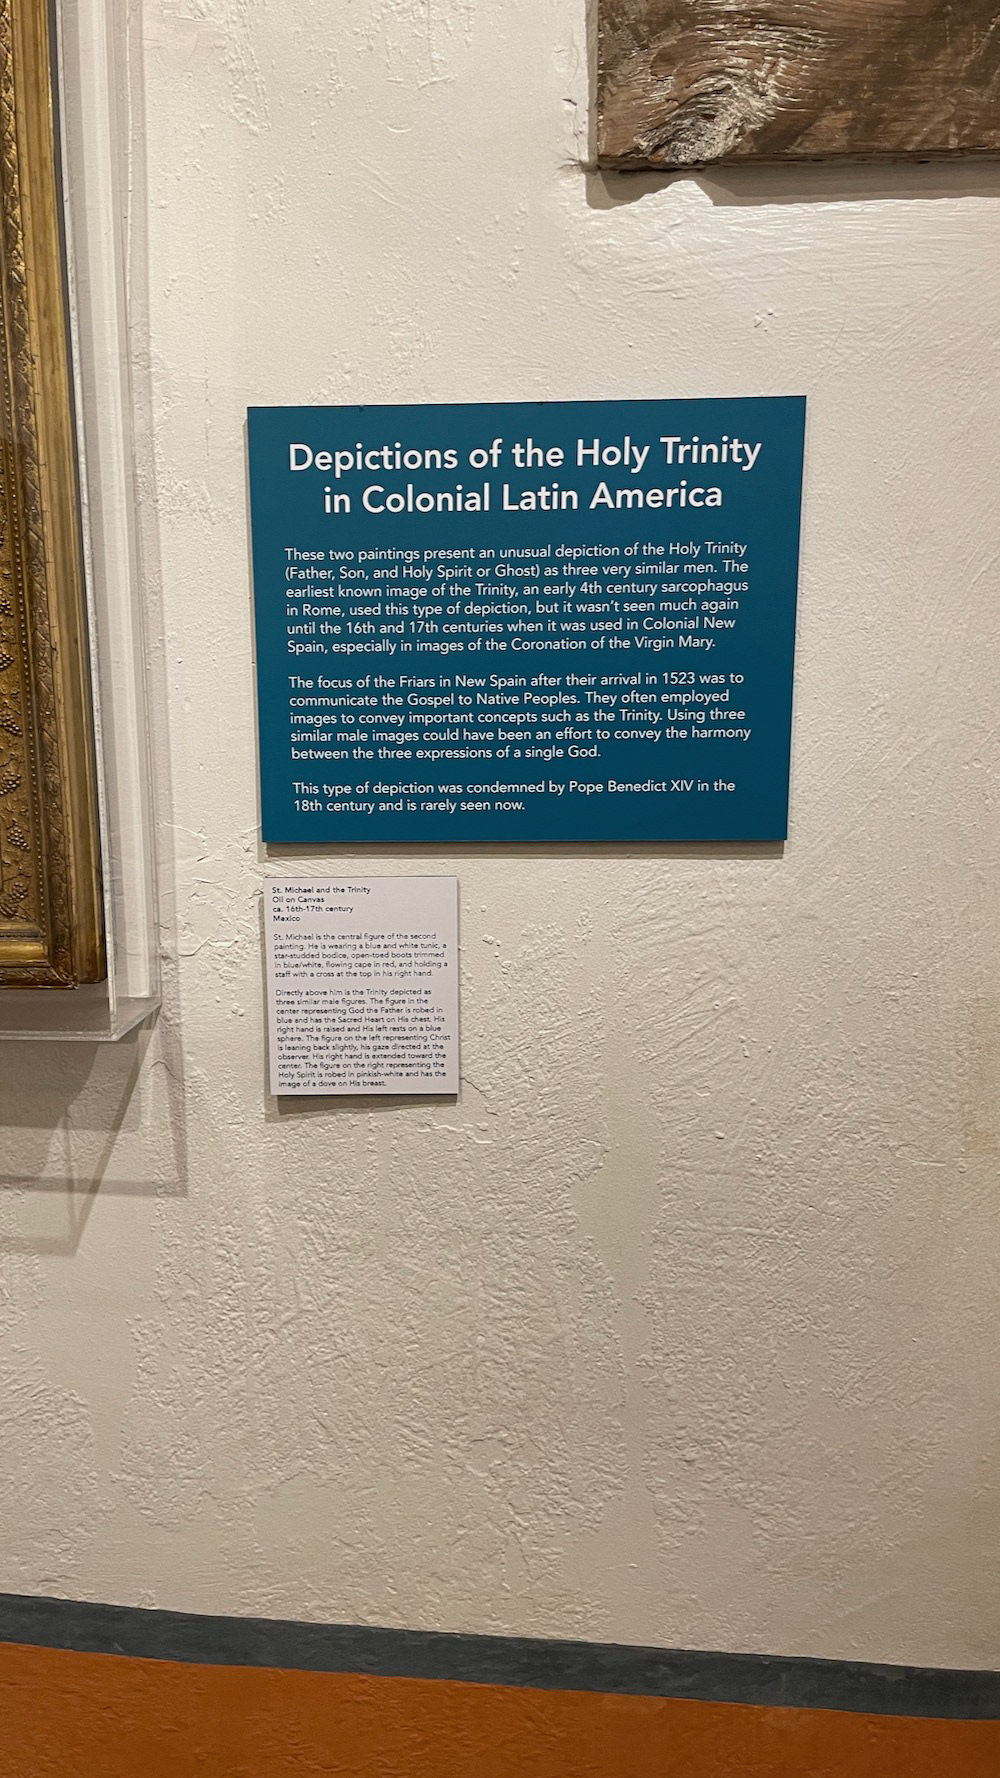 Depictions of the Holy Trinity
in Colonial Latin America
These two paintings present an unusual depiction of the Holy Trinity
(Father, Son, and Holy Spirit or Ghost) as three very similar men. The
earliest known image of the Trinity, an early 4th century sarcophagus
in Rome, used this type of depiction, but it wasn't seen much again
until the 16th and 17th centuries when it was used in Colonial New
Spain, especially in images of the Coronation of the Virgin Mary.
The focus of the Friars in New Spain after their arrival in 1523 was to
communicate the Gospel to Native Peoples. They often employed
images to convey important concepts such as the Trinity. Using three
similar male images could have been an effort to convey the harmony
between the three expressions of a single God.
This type of depiction was condemned by Pope Benedict XIV in the
18th century and is rarely seen now.
St. Michael and the Trinity
Oil on Canvas
ca. 16th-17th century
Mexico
St. Michael is the central figure of the second
painting. He is wearing a blue and white tunic, a
star-studded bodice, open-toed boots trimmed
in blue/white, flowing cape in red, and holding a
staff with a cross at the top in his right hand.
Directly above him is the Trinity depicted as
three similar male figures. The figure in the
center representing God the Father is robed in
blue and has the Sacred Heart on His chest. His
right hand is raised and His left rests on a blue
sphere. The figure on the left representing Christ
is leaning back slightly, his gaze directed at the
observer. His right hand is extended toward the
center. The figure on the right representing the
Holy Spirit is robed in pinkish-white and has the
image of a dove on His breast.